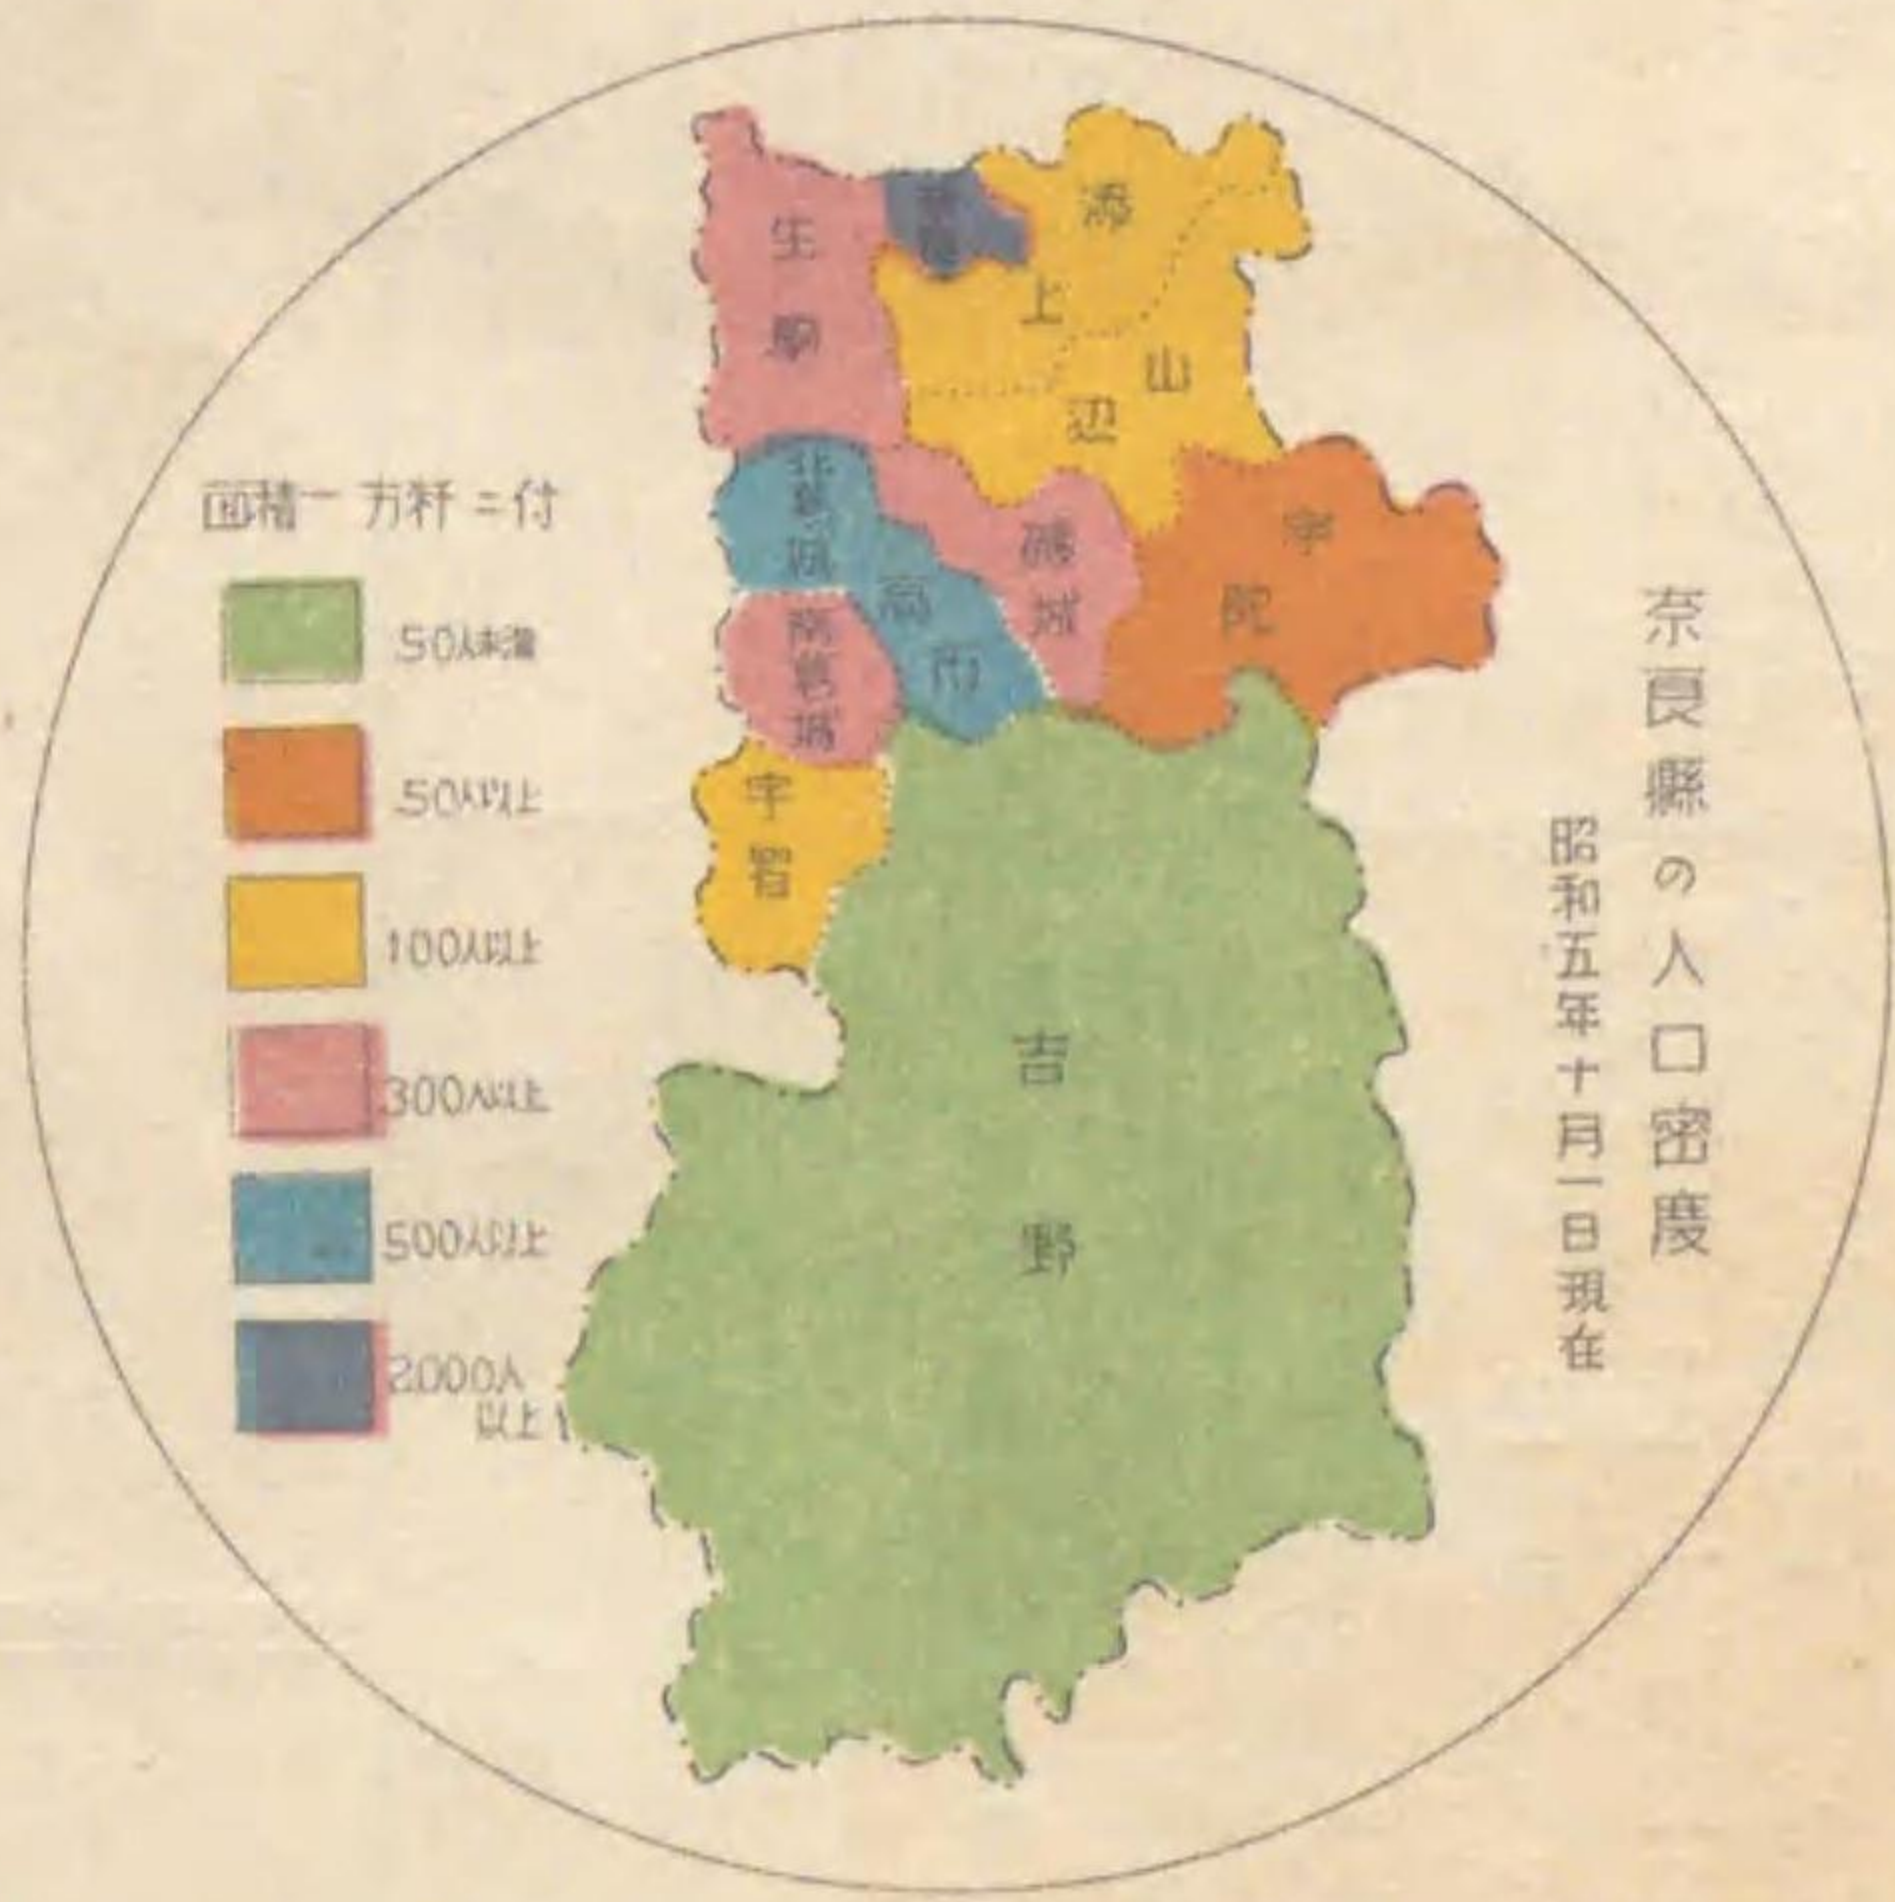 奈良縣の人口密度
昭和五年十月一日現在
面積一方粁ニ付
50人未満
50人以上
100人以上
300人以上
500人以上
2000人
以上
生駒
添上
山辺
北葛城
磯城
高市
南葛城
宇陀
宇智
吉野